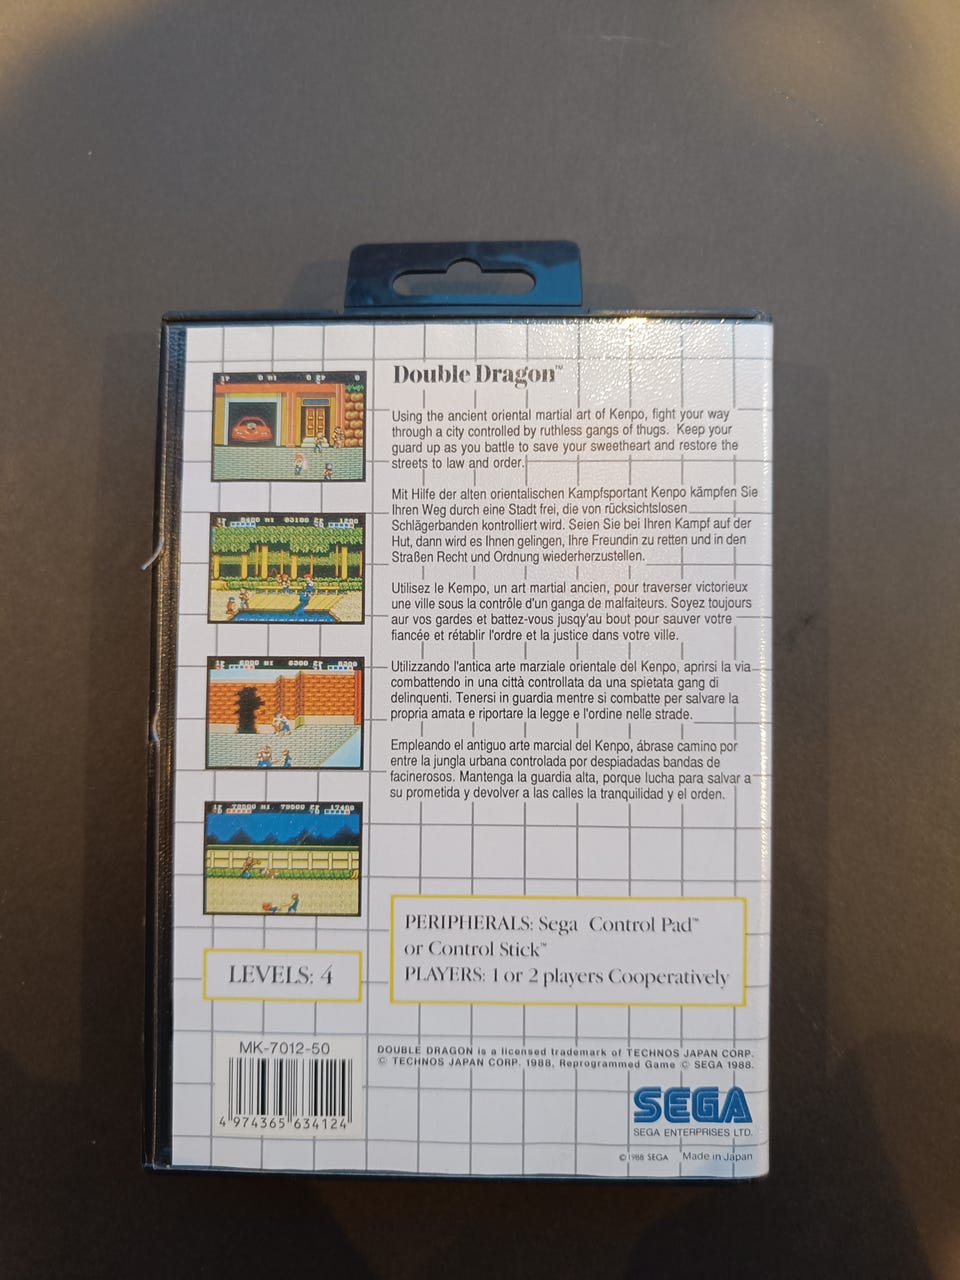 Double Dragon™
Using the ancient oriental martial art of Kenpo, fight your way
through a city controlled by ruthless gangs of thugs. Keep your
guard up as you battle to save your sweetheart and restore the
streets to law and order.
Mit Hilfe der alten orientalischen Kampfsportant Kenpo kämpfen Sie
Ihren Weg durch eine Stadt frei, die von rücksichtslosen
Schlägerbanden kontrolliert wird. Seien Sie bei Ihren Kampf auf der
Hut, dann wird es Ihnen gelingen, Ihre Freundin zu retten und in den
Straßen Recht und Ordnung wiederherzustellen.
Utilisez le Kempo, un art martial ancien, pour traverser victorieux
une ville sous la contrôle d'un ganga de malfaiteurs. Soyez toujours
aur vos gardes et battez-vous jusqy'au bout pour sauver votre
fiancée et rétablir l'ordre et la justice dans votre ville.
Utilizzando l'antica arte marziale orientale del Kenpo, aprirsi la via
combattendo in una città controllata da una spietata gang di
delinquenti. Tenersi in guardia mentre si combatte per salvare la
propria amata e riportare la legge e l'ordine nelle strade.
Empleando el antiguo arte marcial del Kenpo, ábrase camino por
entre la jungla urbana controlada por despiadadas bandas de
facinerosos. Mantenga la guardia alta, porque lucha para salvar a
su prometida y devolver a las calles la tranquilidad y el orden.
PERIPHERALS: Sega Control Pad™
or Control Stick™
PLAYERS: 1 or 2 players Cooperatively
LEVELS: 4
MK-7012-50
4 974365 634124
DOUBLE DRAGON is a licensed trademark of TECHNOS JAPAN CORP.
© TECHNOS JAPAN CORP. 1988, Reprogrammed Game © SEGA 1988.
SEGA
SEGA ENTERPRISES LTD.
© 1988 SEGA Made in Japan